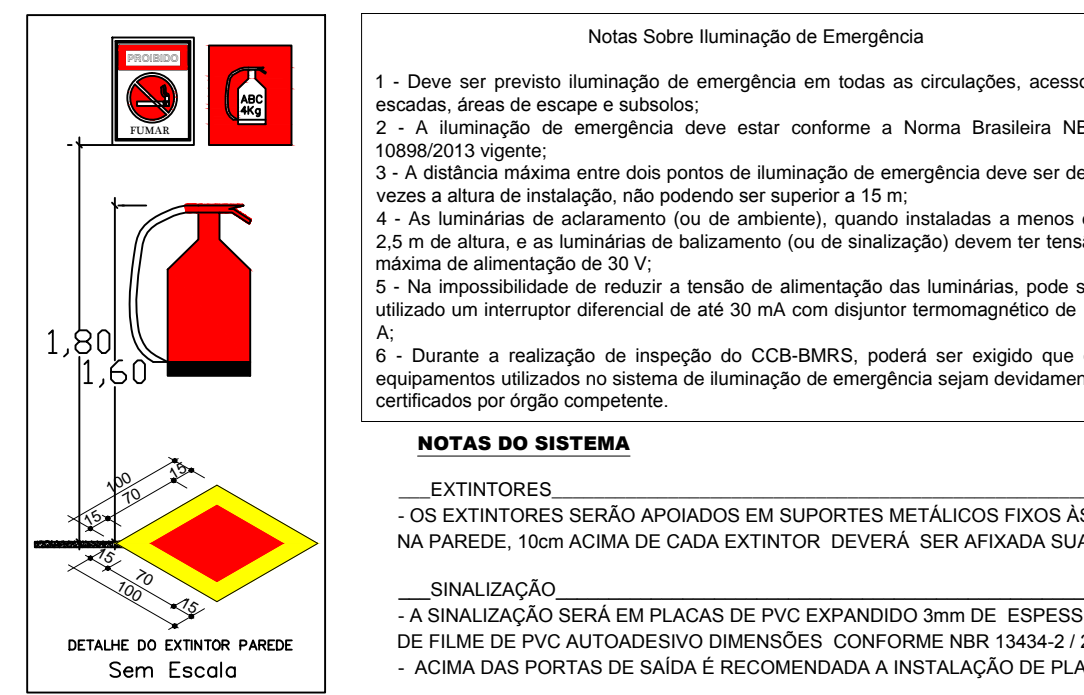 PROIBIDO
FUMAR
ABC
4Kg
1,80
1,60
100
70
15
15
15
70
100
15
DETALHE DO EXTINTOR PAREDE
Sem Escala
Notas Sobre Iluminação de Emergência
1 - Deve ser previsto iluminação de emergência em todas as circulações,
escadas, áreas de escape e subsolos;
2 - A iluminação de emergência deve estar conforme a Norma Brasileira
10898/2013 vigente;
3 - A distância máxima entre dois pontos de iluminação de emergência deve ser de
vezes a altura de instalação, não podendo ser superior a 15 m;
4 - As luminárias de aclaramento (ou de ambiente), quando instaladas a menos
2,5 m de altura, e as luminárias de balizamento (ou de sinalização) devem ter
máxima de alimentação de 30 V;
5 - Na impossibilidade de reduzir a tensão de alimentação das luminárias, pode
utilizado um interruptor diferencial de até 30 mA com disjuntor termomagnético de
A;
6 - Durante a realização de inspeção do CCB-BMRS, poderá ser exigido que
equipamentos utilizados no sistema de iluminação de emergência sejam
certificados por órgão competente.
NOTAS DO SISTEMA
EXTINTORES
- OS EXTINTORES SERÃO APOIADOS EM SUPORTES METÁLICOS FIXOS ÀS
NA PAREDE, 10cm ACIMA DE CADA EXTINTOR DEVERÁ SER AFIXADA SUA
SINALIZAÇÃO
- A SINALIZAÇÃO SERÁ EM PLACAS DE PVC EXPANDIDO 3mm DE
DE FILME DE PVC AUTOADESIVO DIMENSÕES CONFORME NBR 13434-2 /
- ACIMA DAS PORTAS DE SAÍDA É RECOMENDADA A INSTALAÇÃO DE